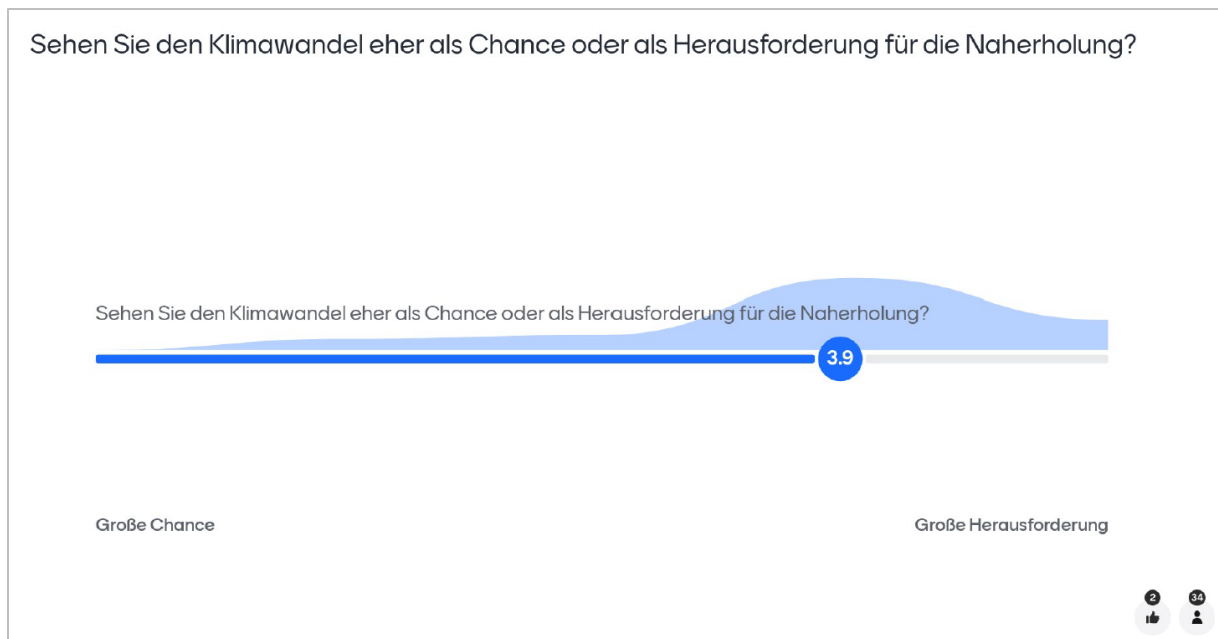 Sehen Sie den Klimawandel eher als Chance oder als Herausforderung für die Naherholung?
Sehen Sie den Klimawandel eher als Chance oder als Herausforderung für die Naherholung?
3.9
Große Chance
Große Herausforderung
2
34